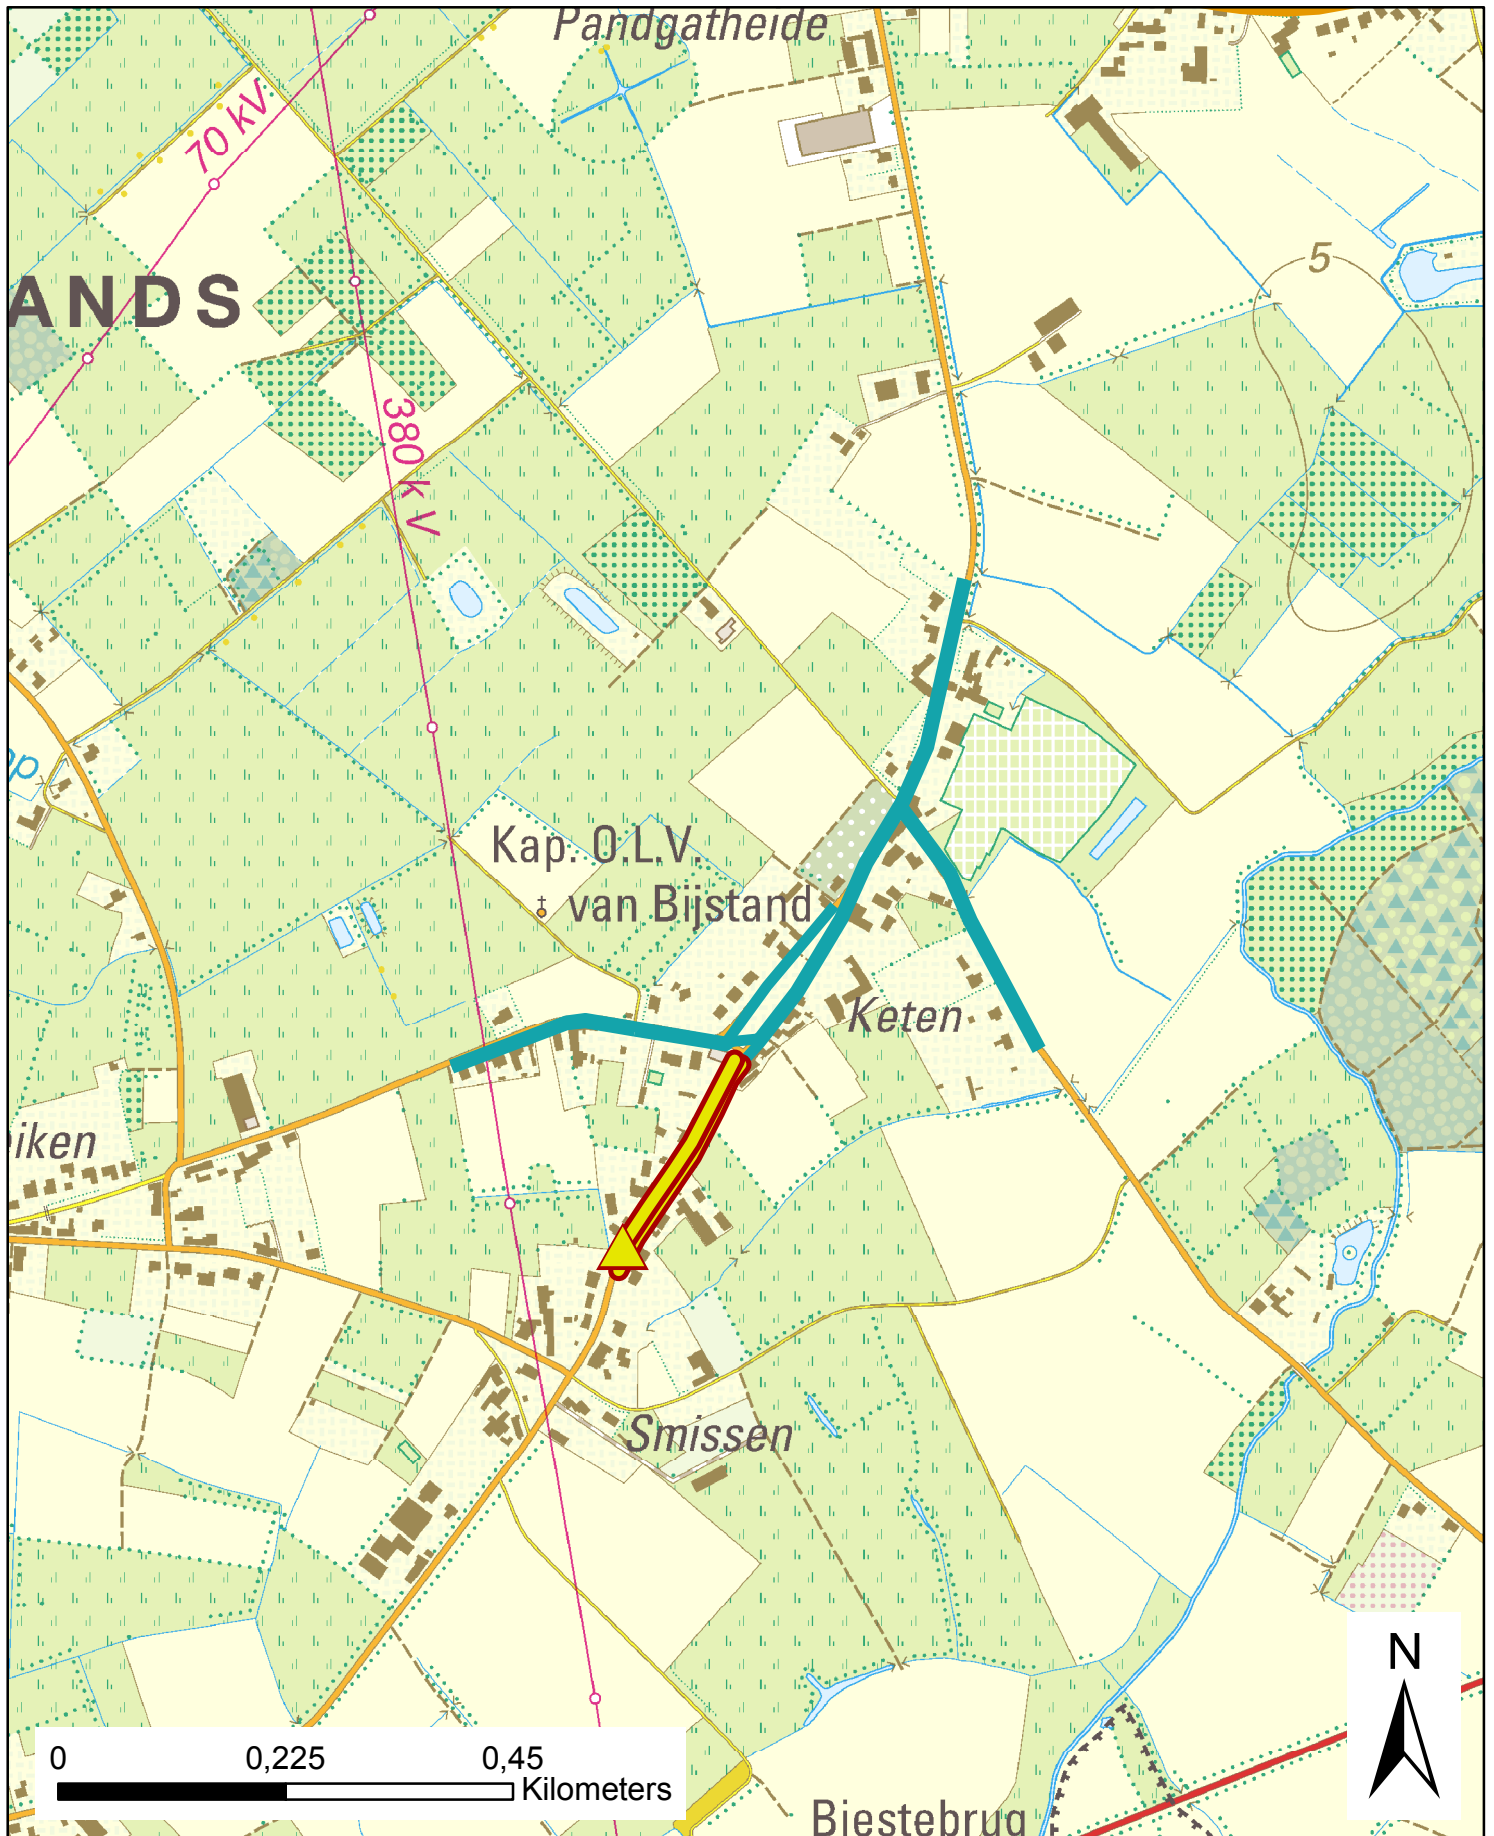 Pandgatheide
70 kV
5
ANDS
380 kV
op
Kap. O.L.V.
van Bijstand
Keten
iken
Smissen
N
0 0,225 0,45
Kilometers
Biestebrug